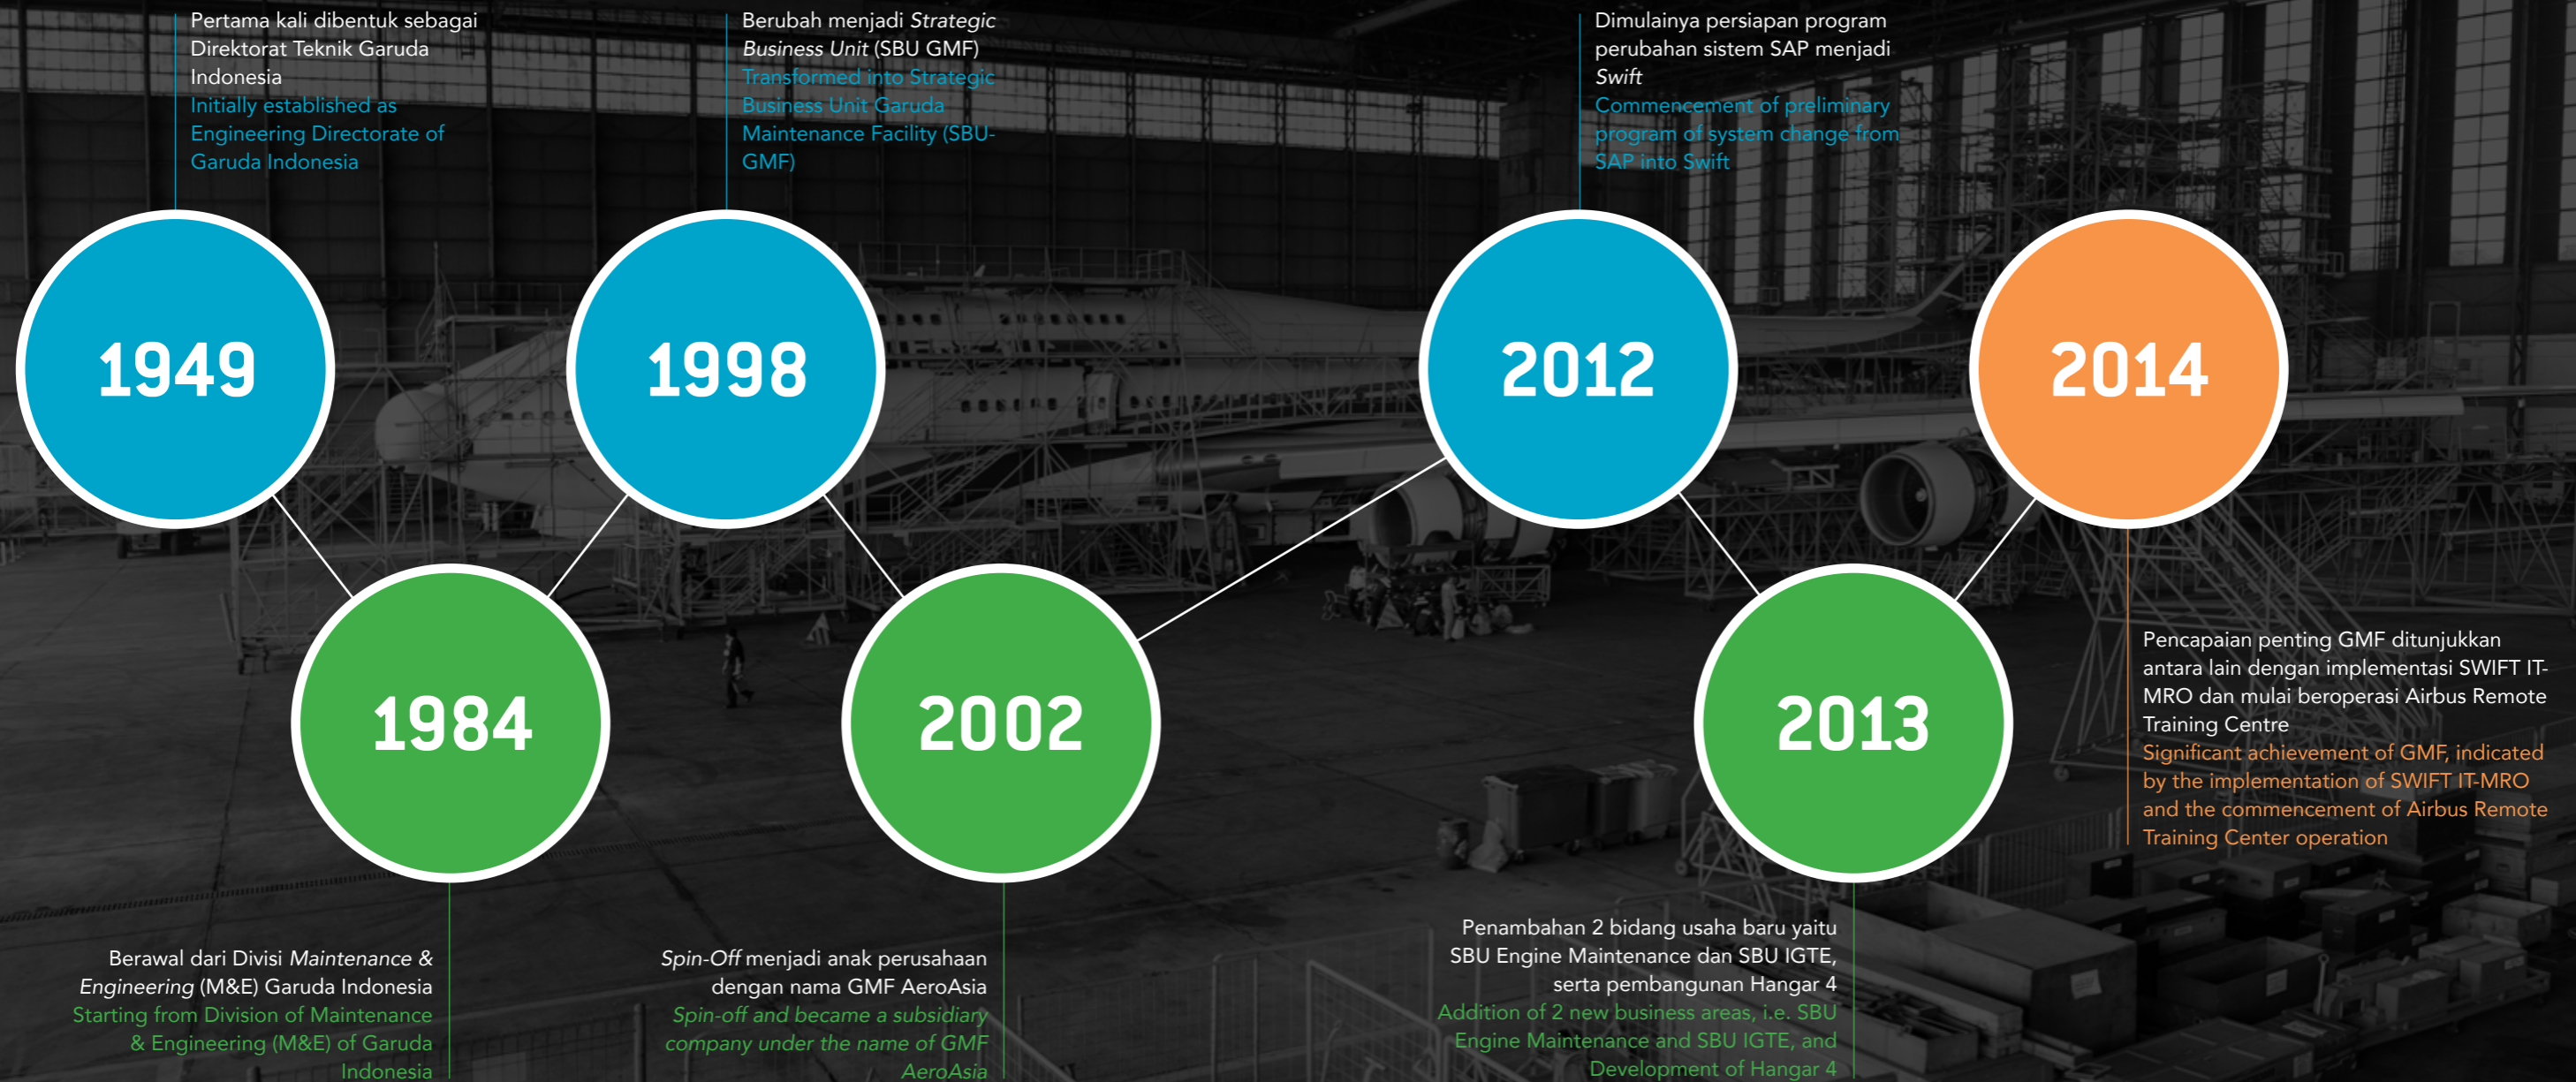 Pertama kali dibentuk sebagai
Direktorat Teknik Garuda
Indonesia
Initially established as
Engineering Directorate of
Garuda Indonesia
1949
Berawal dari Divisi Maintenance &
Engineering (M&E) Garuda Indonesia
Starting from Division of Maintenance
& Engineering (M&E) of Garuda
Indonesia
1984
Berubah menjadi Strategic
Business Unit (SBU GMF)
Transformed into Strategic
Business Unit Garuda
Maintenance Facility (SBU-
GMF)
1998
Spin-Off menjadi anak perusahaan
dengan nama GMF AeroAsia
Spin-off and became a subsidiary
company under the name of GMF
AeroAsia
2002
Dimulainya persiapan program
perubahan sistem SAP menjadi
Swift
Commencement of preliminary
program of system change from
SAP into Swift
2012
Penambahan 2 bidang usaha baru yaitu
SBU Engine Maintenance dan SBU IGTE,
serta pembangunan Hangar 4
Addition of 2 new business areas, i.e. SBU
Engine Maintenance and SBU IGTE, and
Development of Hangar 4
2013
2014
Pencapaian penting GMF ditunjukkan
antara lain dengan implementasi SWIFT IT-
MRO dan mulai beroperasi Airbus Remote
Training Centre
Significant achievement of GMF, indicated
by the implementation of SWIFT IT-MRO
and the commencement of Airbus Remote
Training Center operation